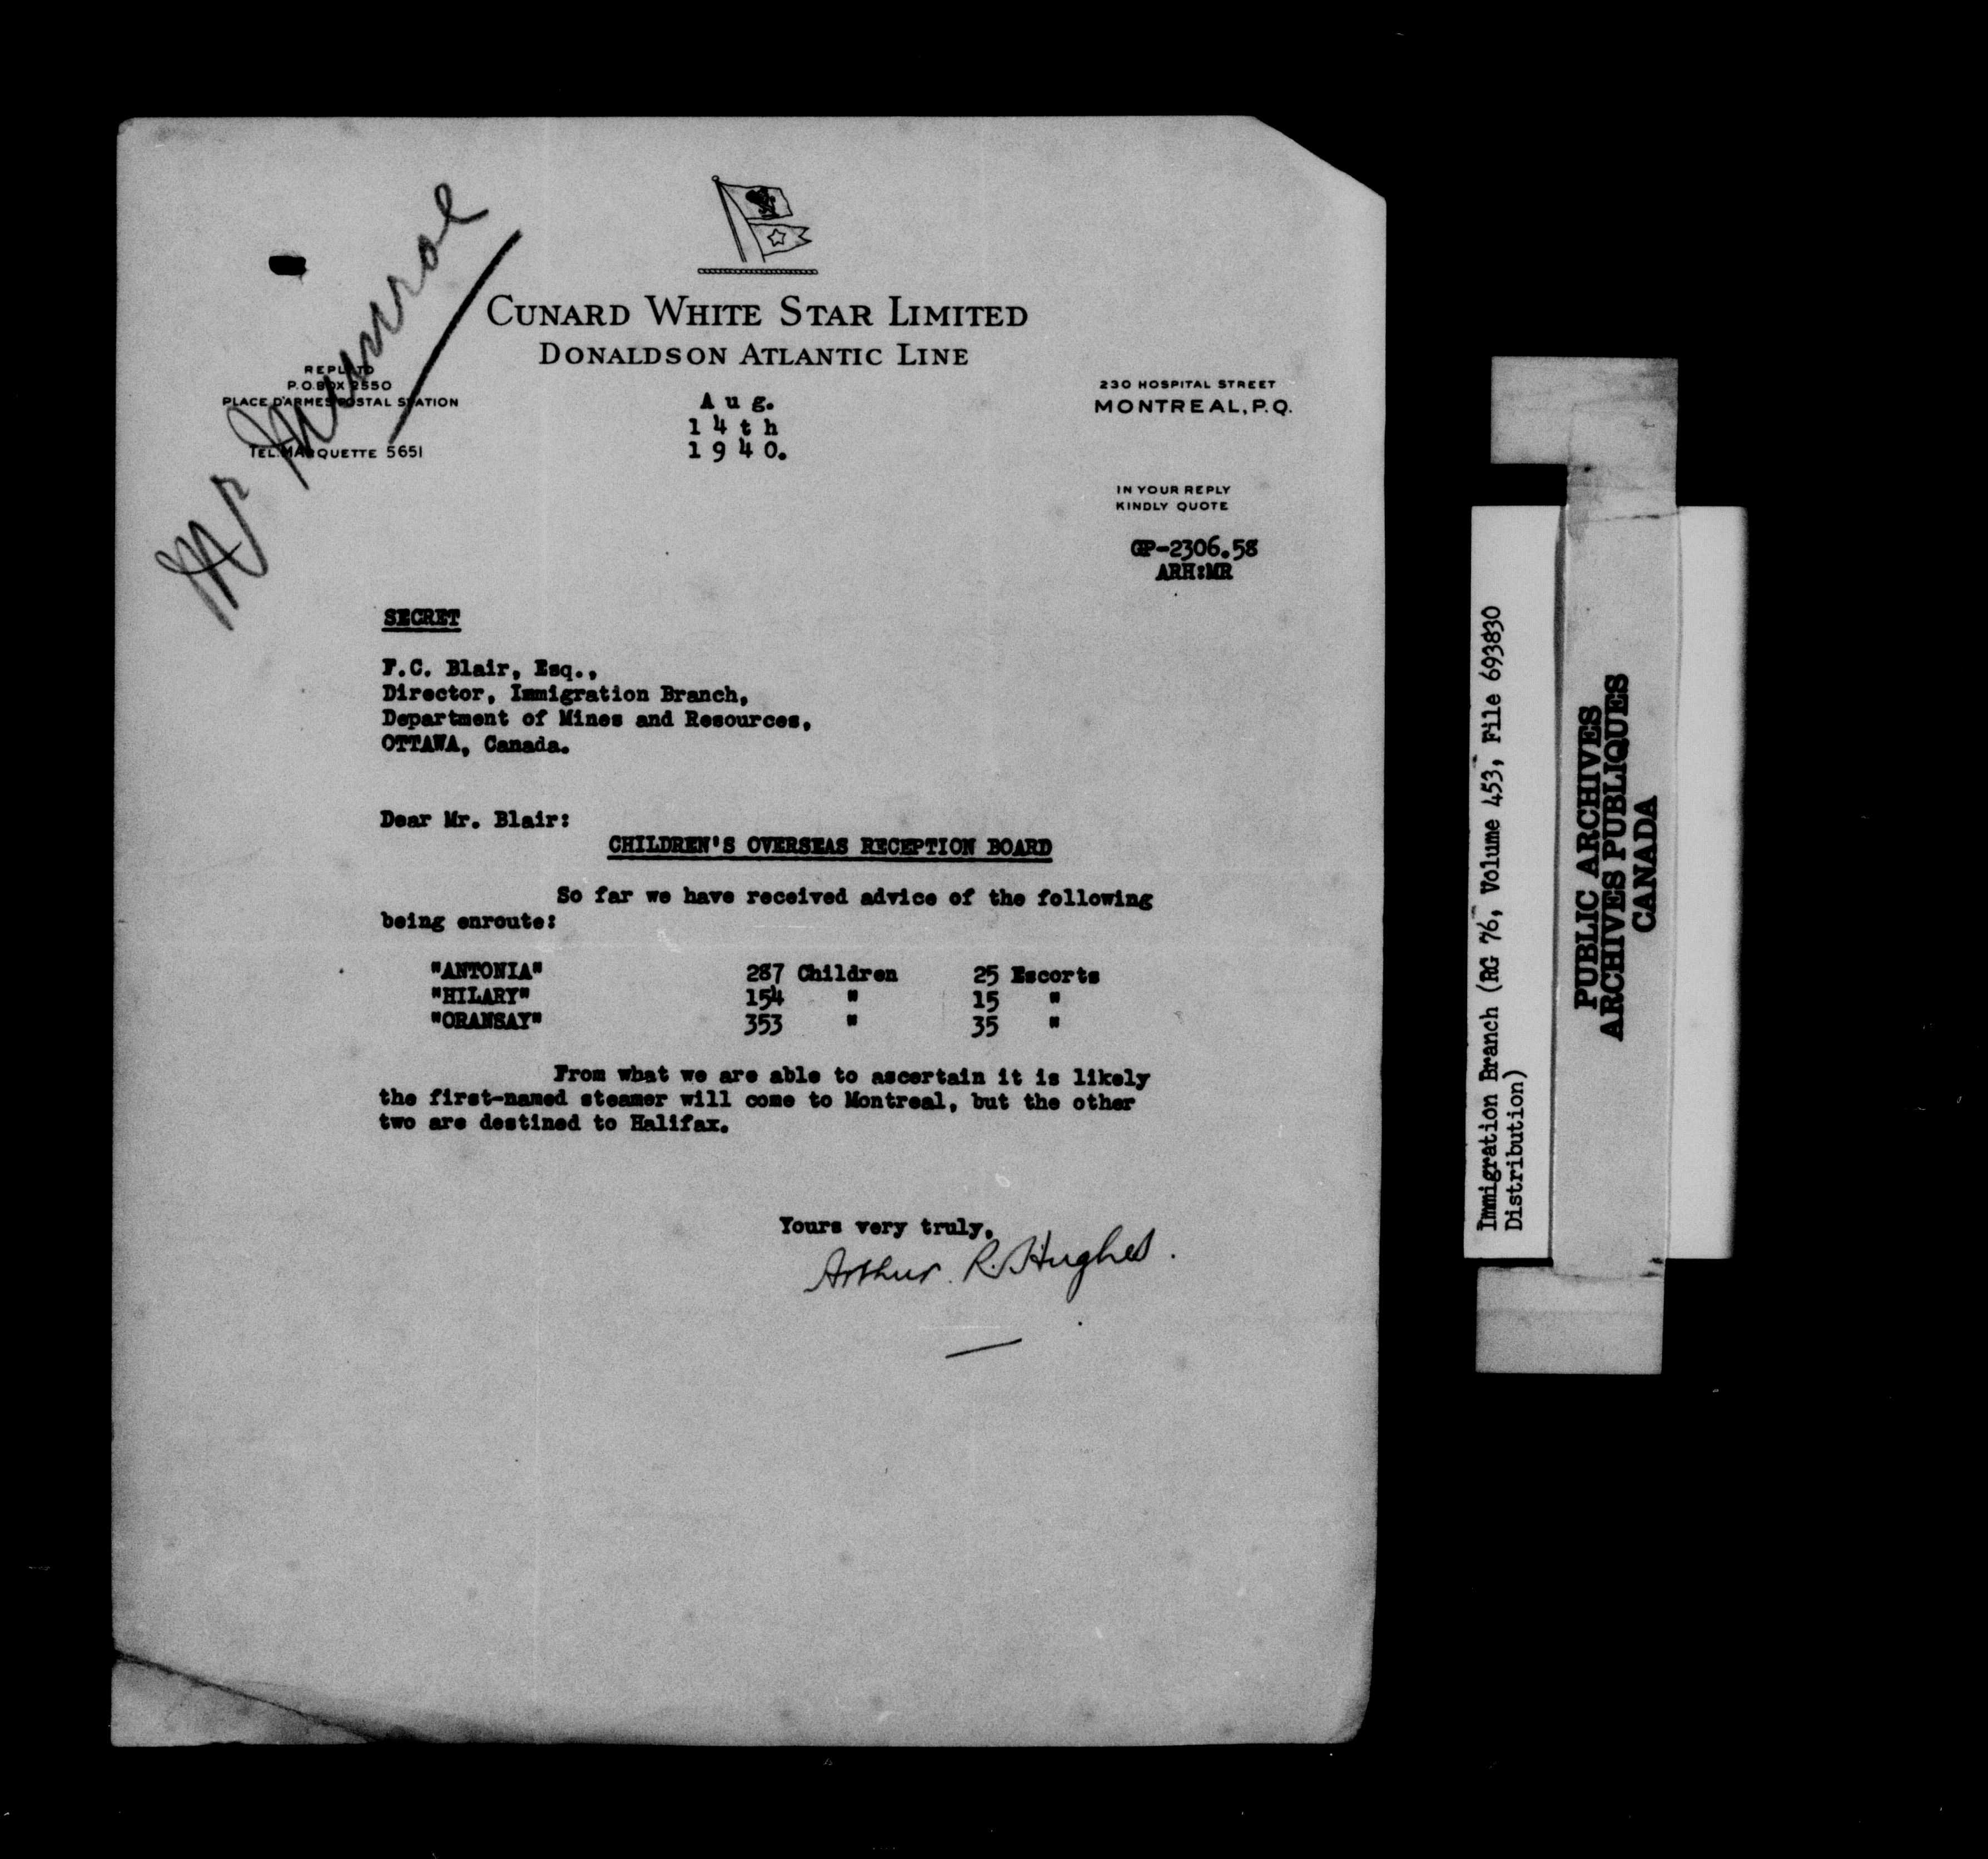 Mr Munroe
CUNARD WHITE STAR LIMITED
DONALDSON ATLANTIC LINE
REPLY TO
P.O. BOX 2550
PLACE D'ARMES POSTAL STATION
TEL. MARQUETTE 5651
Aug.
14th
1940.
230 HOSPITAL STREET
MONTREAL, P.Q.
IN YOUR REPLY
KINDLY QUOTE
GP-2306.58
ARH:MR
SECRET
F.C. Blair, Esq.,
Director, Immigration Branch,
Department of Mines and Resources,
OTTAWA, Canada.
Dear Mr. Blair:
CHILDREN'S OVERSEAS RECEPTION BOARD
So far we have received advice of the following
being enroute:
"ANTONIA" 287 Children 25 Escorts
"HILARY" 154 " 15 "
"ORANSAY" 353 " 35 "
From what we are able to ascertain it is likely
the first-named steamer will come to Montreal, but the other
two are destined to Halifax.
Yours very truly,
Arthur R. Hughes.
Immigration Branch (RG 76, Volume 453, File 693830
Distribution)
PUBLIC ARCHIVES
ARCHIVES PUBLIQUES
CANADA